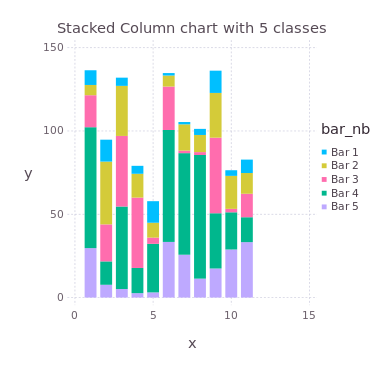 Stacked Column chart with 5 classes
150
100
50
0
y
0 5 10 15
x
bar_nb
Bar 1
Bar 2
Bar 3
Bar 4
Bar 5